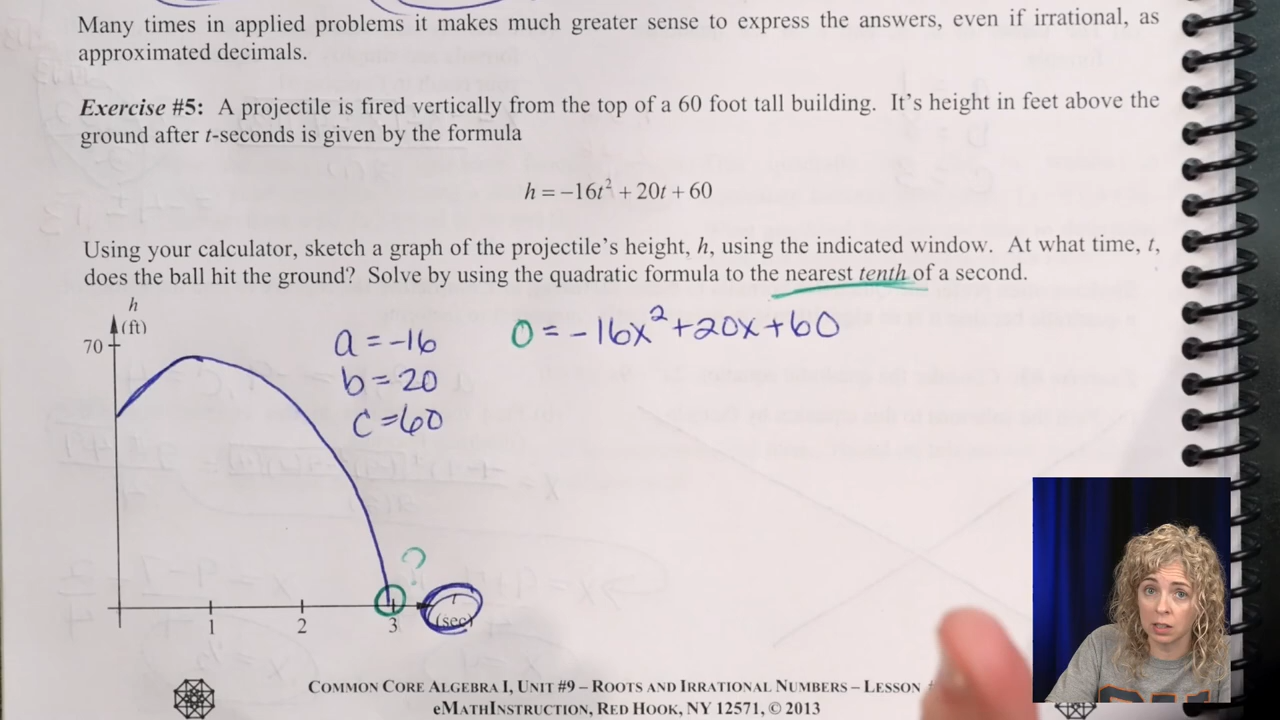 Many times in applied problems it makes much greater sense to express the answers, even if irrational, as
approximated decimals.
Exercise #5: A projectile is fired vertically from the top of a 60 foot tall building. It's height in feet above the
ground after t-seconds is given by the formula
h = −16t² + 20t + 60
Using your calculator, sketch a graph of the projectile's height, h, using the indicated window. At what time, t,
does the ball hit the ground? Solve by using the quadratic formula to the nearest tenth of a second.
h
(ft)
70
a = -16
b = 20
c = 60
0 = -16x² + 20x + 60
?
1 2 3 (sec)
COMMON CORE ALGEBRA I, UNIT #9 – ROOTS AND IRRATIONAL NUMBERS – LESSON
eMATHINSTRUCTION, RED HOOK, NY 12571, © 2013